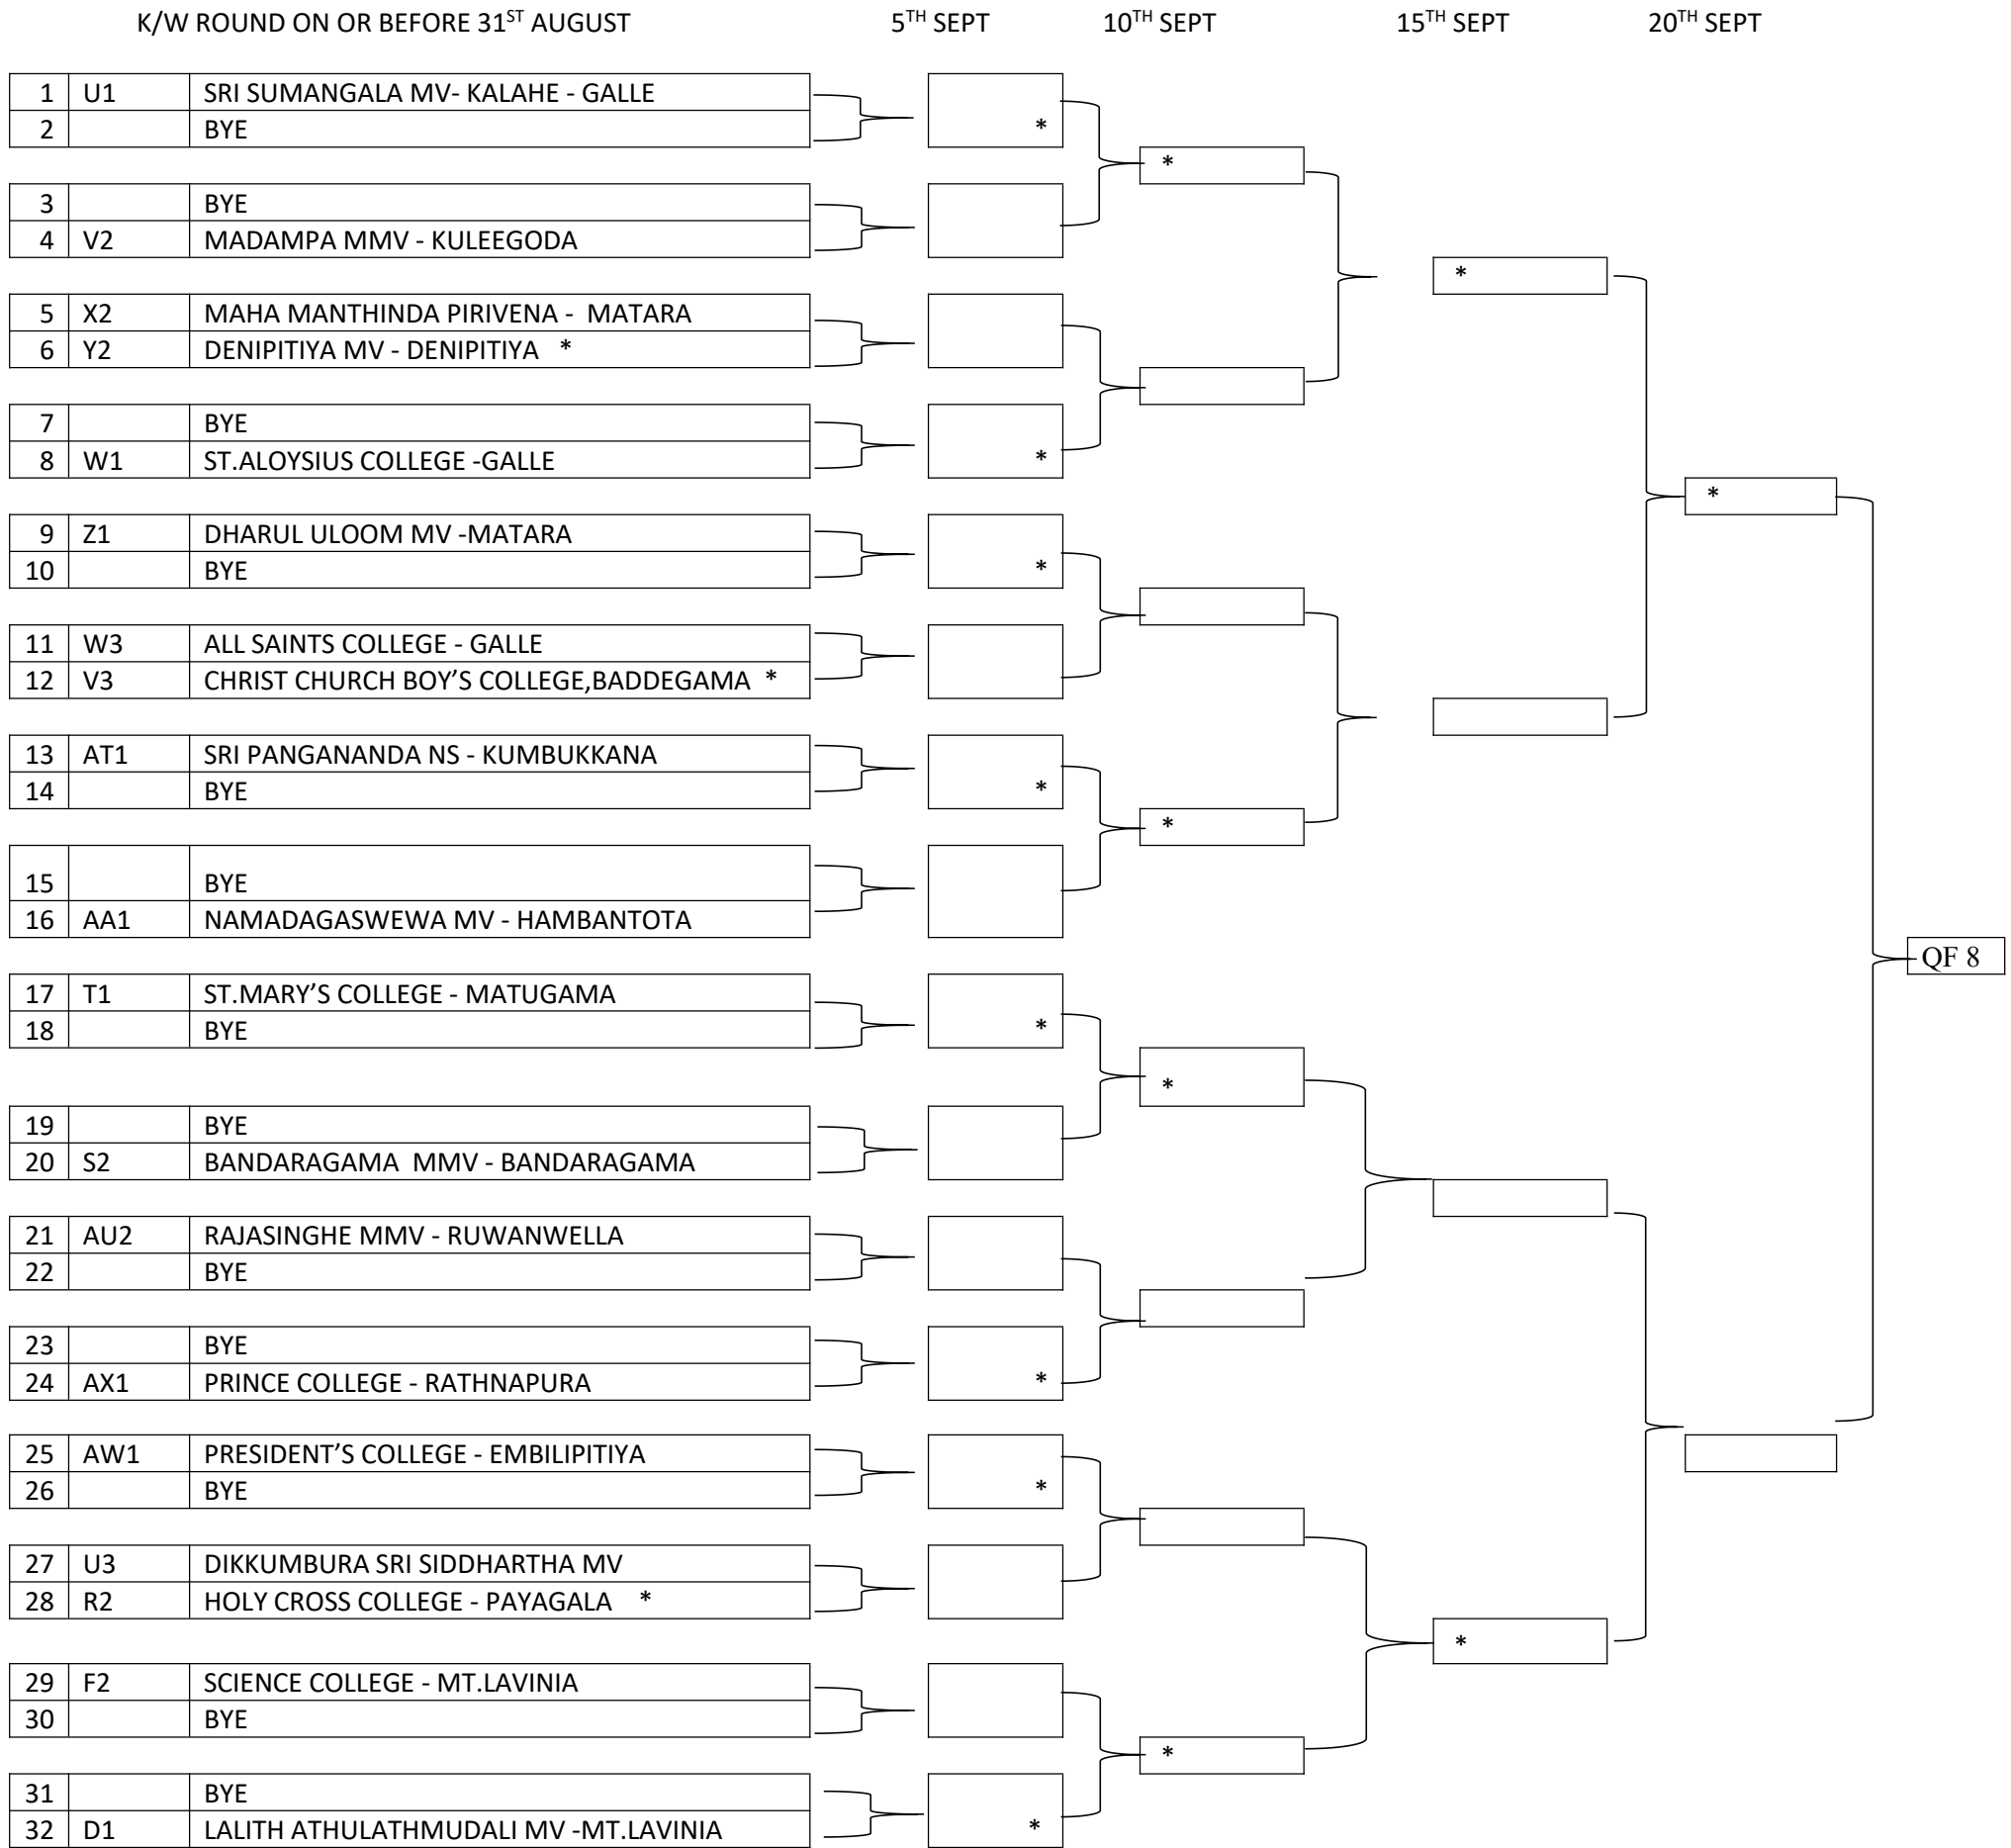 K/W ROUND ON OR BEFORE 31ST AUGUST 5TH SEPT 10TH SEPT 15TH SEPT 20TH SEPT
1 U1 SRI SUMANGALA MV- KALAHE - GALLE
2 BYE *
*
3 BYE
4 V2 MADAMPA MMV - KULEEGODA
*
5 X2 MAHA MANTHINDA PIRIVENA - MATARA
6 Y2 DENIPITIYA MV - DENIPITIYA *
7 BYE
8 W1 ST.ALOYSIUS COLLEGE -GALLE *
*
9 Z1 DHARUL ULOOM MV -MATARA
10 BYE *
11 W3 ALL SAINTS COLLEGE - GALLE
12 V3 CHRIST CHURCH BOY'S COLLEGE,BADDEGAMA *
13 AT1 SRI PANGANANDA NS - KUMBUKKANA
14 BYE *
*
15 BYE
16 AA1 NAMADAGASWEWA MV - HAMBANTOTA
QF 8
17 T1 ST.MARY'S COLLEGE - MATUGAMA
18 BYE *
*
19 BYE
20 S2 BANDARAGAMA MMV - BANDARAGAMA
21 AU2 RAJASINGHE MMV - RUWANWELLA
22 BYE
23 BYE
24 AX1 PRINCE COLLEGE - RATHNAPURA *
25 AW1 PRESIDENT'S COLLEGE - EMBILIPITIYA
26 BYE *
27 U3 DIKKUMBURA SRI SIDDHARTHA MV
28 R2 HOLY CROSS COLLEGE - PAYAGALA *
*
29 F2 SCIENCE COLLEGE - MT.LAVINIA
30 BYE
*
31 BYE
32 D1 LALITH ATHULATHMUDALI MV -MT.LAVINIA *